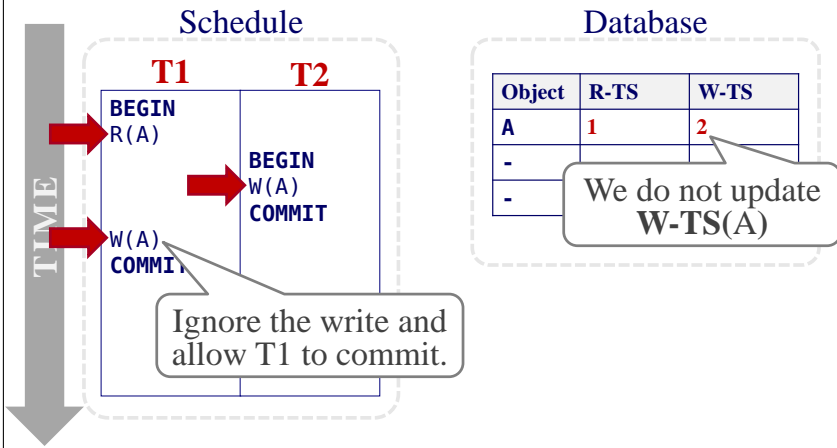 Schedule
T1 T2
BEGIN
R(A)
BEGIN
W(A)
COMMIT
W(A)
COMMIT
Ignore the write and
allow T1 to commit.
TIME
Database
Object R-TS W-TS
A 1 2
-
-
We do not update
W-TS(A)